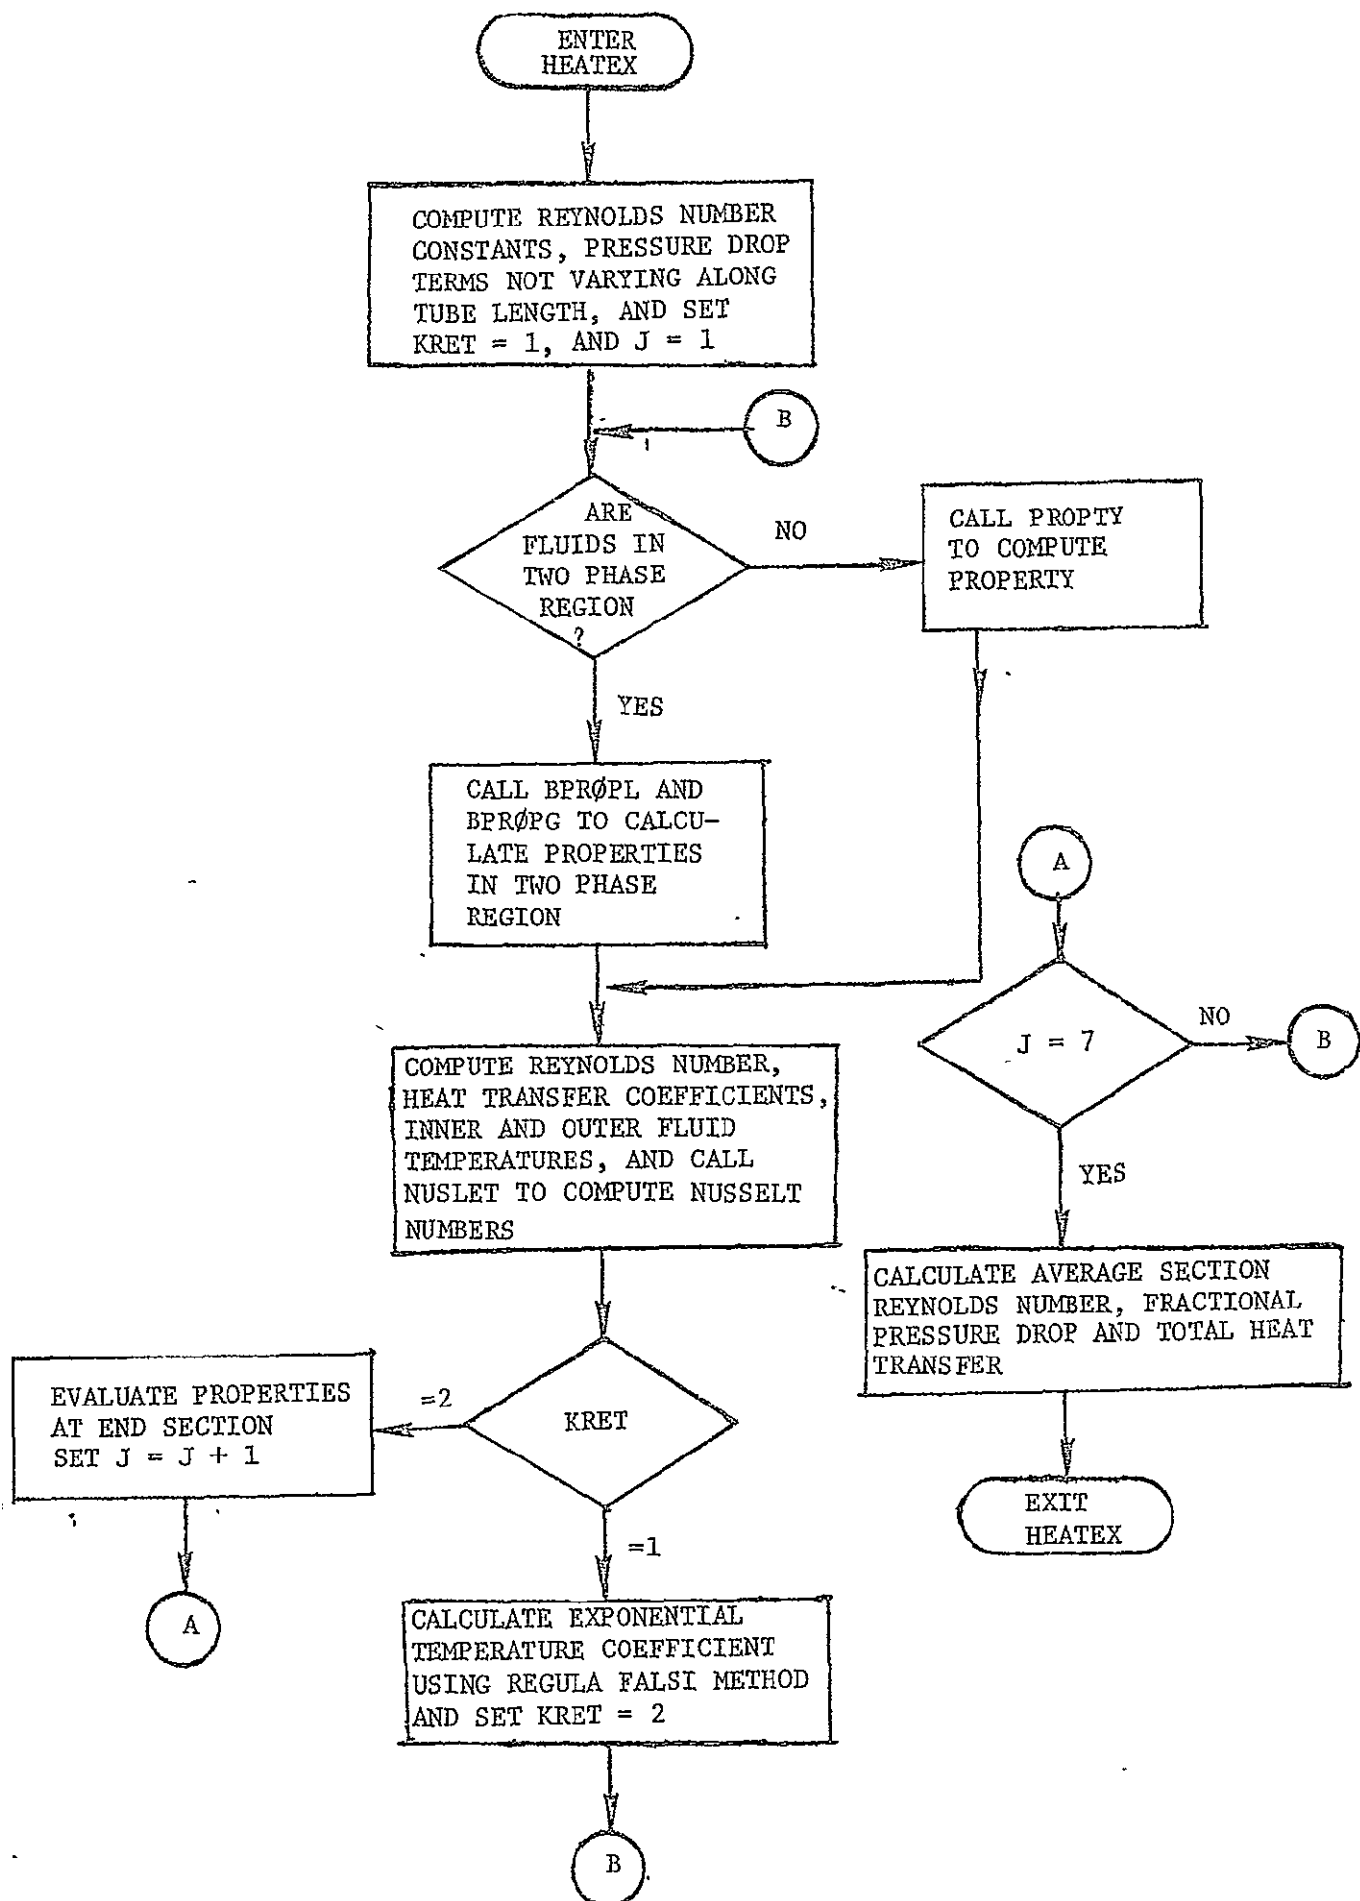 ENTER
HEATEX
COMPUTE REYNOLDS NUMBER
CONSTANTS, PRESSURE DROP
TERMS NOT VARYING ALONG
TUBE LENGTH, AND SET
KRET = 1, AND J = 1
B
ARE
FLUIDS IN
TWO PHASE
REGION
?
NO
CALL PROPTY
TO COMPUTE
PROPERTY
YES
CALL BPRØPL AND
BPRØPG TO CALCU-
LATE PROPERTIES
IN TWO PHASE
REGION
A
J = 7
NO
B
YES
COMPUTE REYNOLDS NUMBER,
HEAT TRANSFER COEFFICIENTS,
INNER AND OUTER FLUID
TEMPERATURES, AND CALL
NUSLET TO COMPUTE NUSSELT
NUMBERS
CALCULATE AVERAGE SECTION
REYNOLDS NUMBER, FRACTIONAL
PRESSURE DROP AND TOTAL HEAT
TRANSFER
EXIT
HEATEX
KRET
=2
EVALUATE PROPERTIES
AT END SECTION
SET J = J + 1
A
=1
CALCULATE EXPONENTIAL
TEMPERATURE COEFFICIENT
USING REGULA FALSI METHOD
AND SET KRET = 2
B